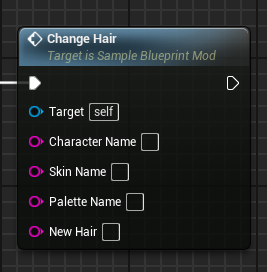 Change Hair
Target is Sample Blueprint Mod
Target self
Character Name
Skin Name
Palette Name
New Hair